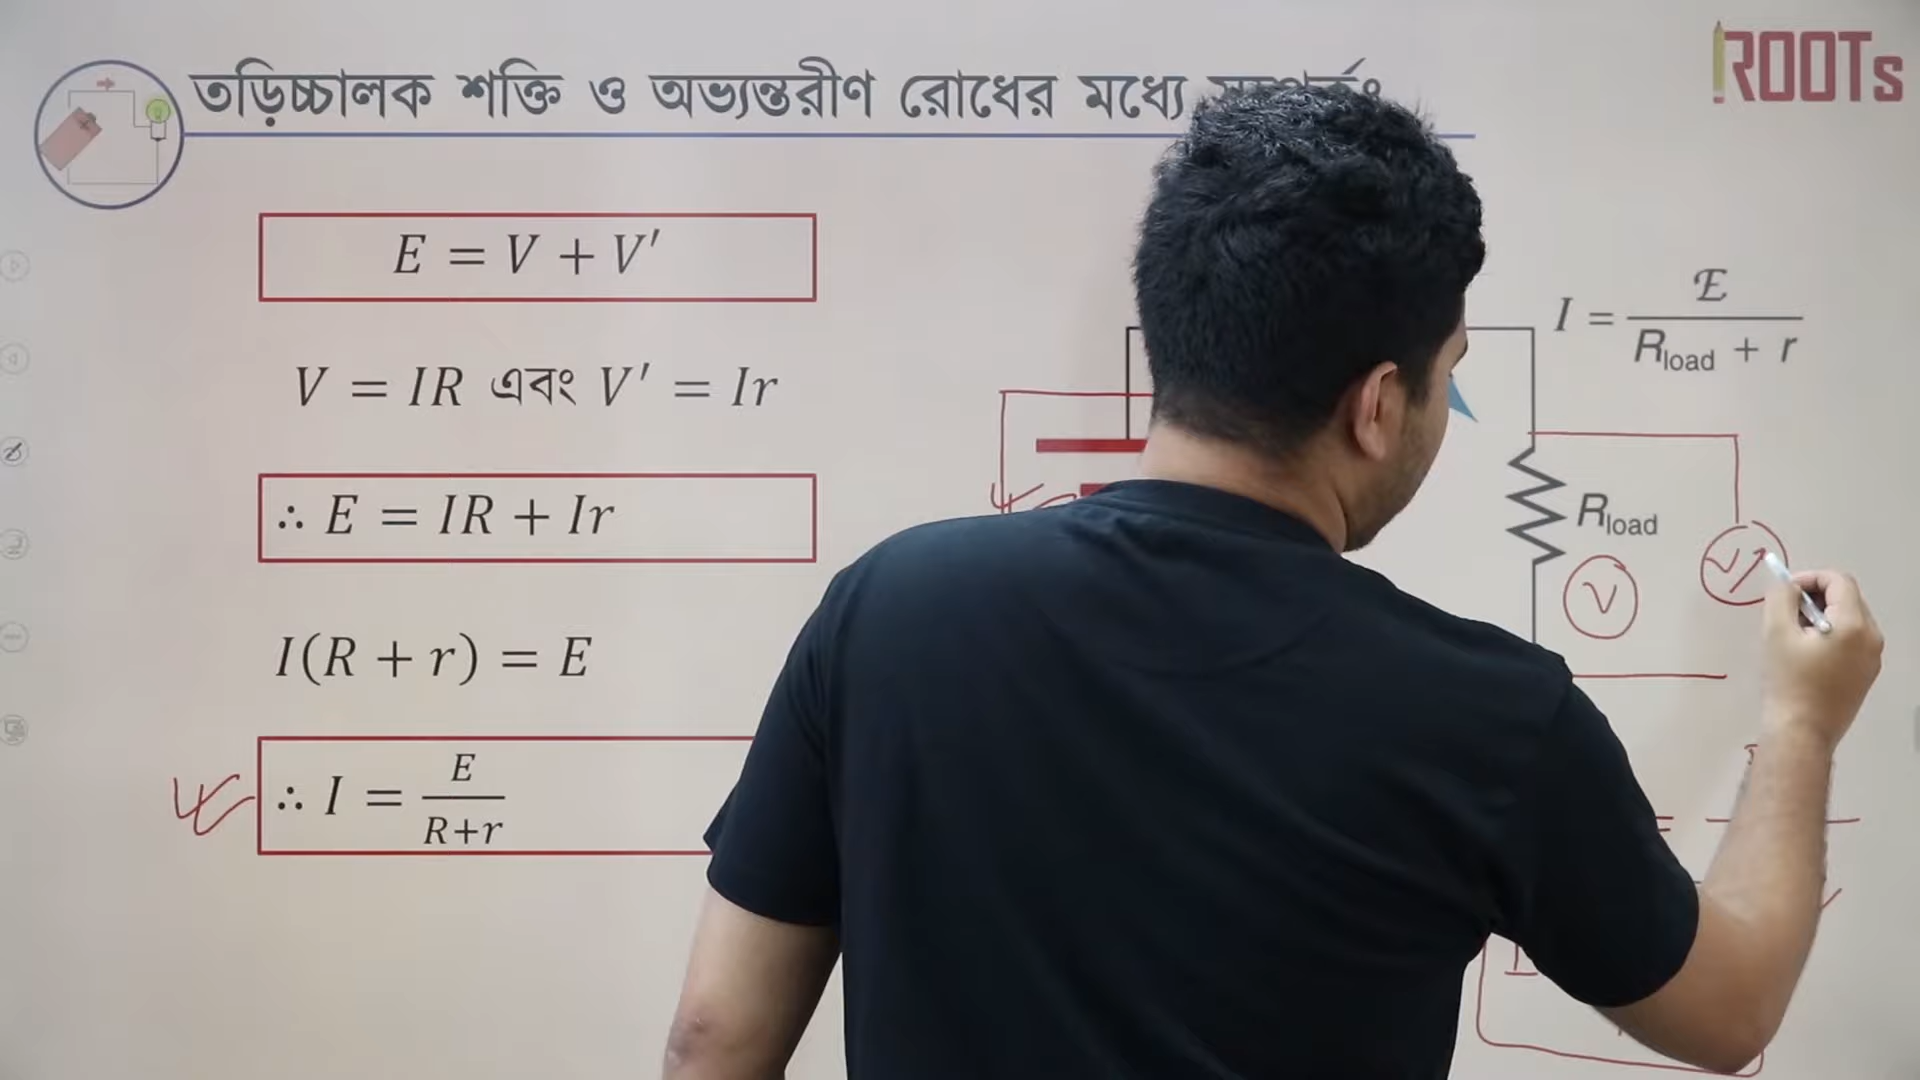 ROOTs
তড়িচ্চালক শক্তি ও অভ্যন্তরীণ রোধের মধ্যে
E = V + V′
V = IR এবং V′ = Ir
∴ E = IR + Ir
I(R + r) = E
∴ I = E/(R+r)
I = ℰ/(R_load + r)
R_load
V
V